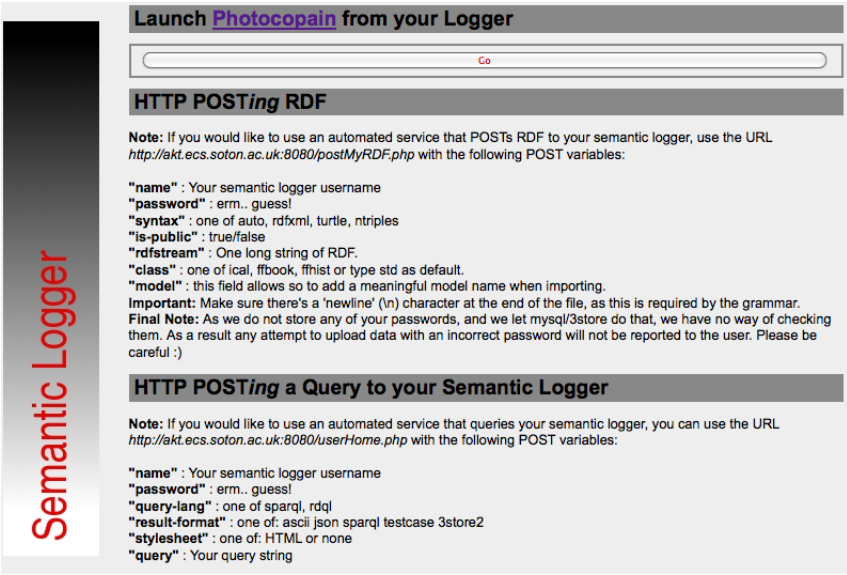 Semantic Logger
Launch Photocopain from your Logger
Go
HTTP POSTing RDF
Note: If you would like to use an automated service that POSTs RDF to your semantic logger, use the URL
http://akt.ecs.soton.ac.uk:8080/postMyRDF.php with the following POST variables:
"name" : Your semantic logger username
"password" : erm.. guess!
"syntax" : one of auto, rdfxml, turtle, ntriples
"is-public" : true/false
"rdfstream" : One long string of RDF.
"class" : one of ical, ffbook, ffhist or type std as default.
"model" : this field allows so to add a meaningful model name when importing.
Important: Make sure there's a 'newline' (\n) character at the end of the file, as this is required by the grammar.
Final Note: As we do not store any of your passwords, and we let mysql/3store do that, we have no way of checking
them. As a result any attempt to upload data with an incorrect password will not be reported to the user. Please be
careful :)
HTTP POSTing a Query to your Semantic Logger
Note: If you would like to use an automated service that queries your semantic logger, you can use the URL
http://akt.ecs.soton.ac.uk:8080/userHome.php with the following POST variables:
"name" : Your semantic logger username
"password" : erm.. guess!
"query-lang" : one of sparql, rdql
"result-format" : one of: ascii json sparql testcase 3store2
"stylesheet" : one of: HTML or none
"query" : Your query string